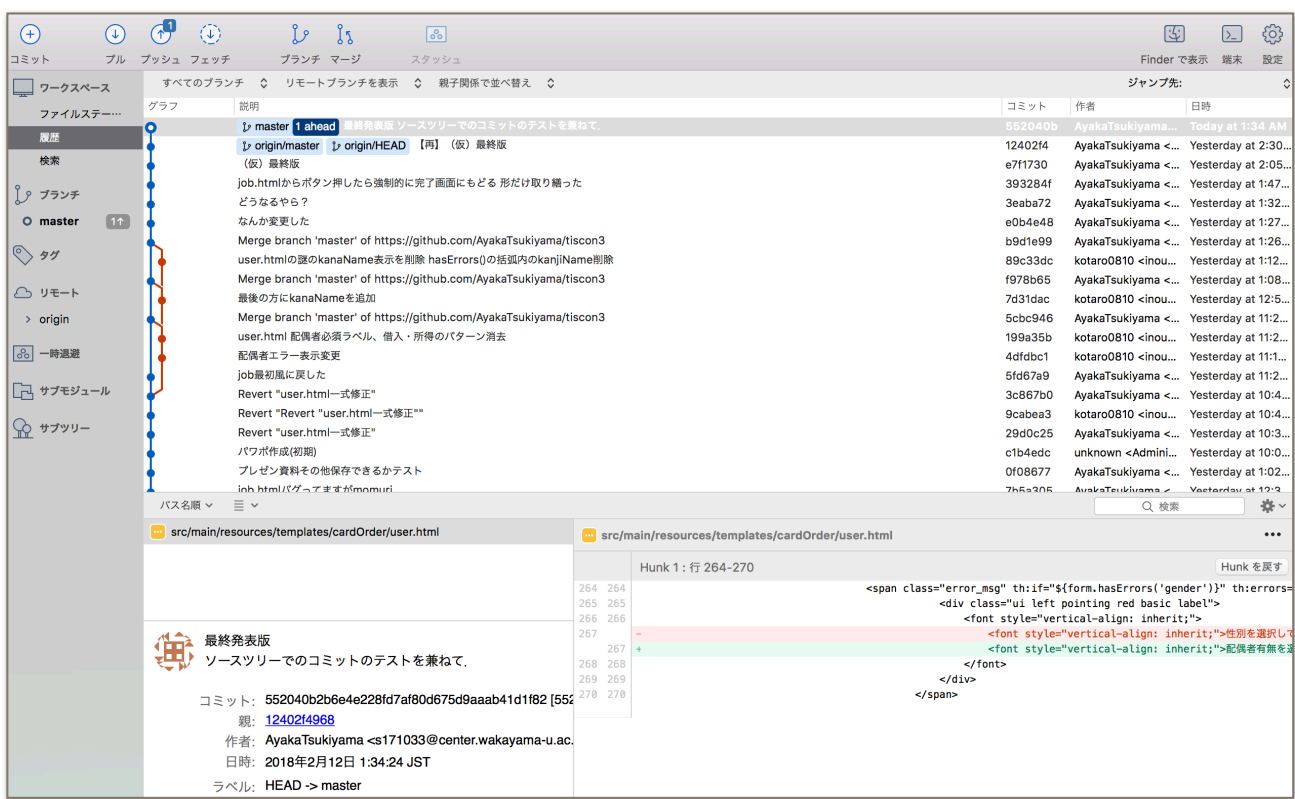 1
コミット プル プッシュ フェッチ ブランチ マージ スタッシュ Finder で表示 端末 設定
ワークスペース
ファイルステー…
履歴
検索
ブランチ
master 1↑
タグ
リモート
origin
一時退避
サブモジュール
サブツリー
すべてのブランチ リモートブランチを表示 親子関係で並べ替え ジャンプ先:
グラフ 説明 コミット 作者 日時
master 1 ahead 最終発表版 ソースツリーでのコミットのテストを兼ねて. 552040b AyakaTsukiyama... Today at 1:34 AM
origin/master origin/HEAD 【再】（仮）最終版 12402f4 AyakaTsukiyama <... Yesterday at 2:30...
（仮）最終版 e7f1730 AyakaTsukiyama <... Yesterday at 2:05...
job.htmlからボタン押したら強制的に完了画面にもどる 形だけ取り繕った 393284f AyakaTsukiyama <... Yesterday at 1:47...
どうなるやら？ 3eaba72 AyakaTsukiyama <... Yesterday at 1:32...
なんか変更した e0b4e48 AyakaTsukiyama <... Yesterday at 1:27...
Merge branch 'master' of https://github.com/AyakaTsukiyama/tiscon3 b9d1e99 AyakaTsukiyama <... Yesterday at 1:26...
user.htmlの謎のkanaName表示を削除 hasErrors()の括弧内のkanjiName削除 89c33dc kotaro0810 <inou... Yesterday at 1:12...
Merge branch 'master' of https://github.com/AyakaTsukiyama/tiscon3 f978b65 AyakaTsukiyama <... Yesterday at 1:08...
最後の方にkanaNameを追加 7d31dac kotaro0810 <inou... Yesterday at 12:5...
Merge branch 'master' of https://github.com/AyakaTsukiyama/tiscon3 5cbc946 AyakaTsukiyama <... Yesterday at 11:2...
user.html 配偶者必須ラベル、借入・所得のパターン消去 199a35b kotaro0810 <inou... Yesterday at 11:2...
配偶者エラー表示変更 4dfdbc1 kotaro0810 <inou... Yesterday at 11:1...
job最初風に戻した 5fd67a9 AyakaTsukiyama <... Yesterday at 11:2...
Revert "user.html一式修正" 3c867b0 AyakaTsukiyama <... Yesterday at 10:4...
Revert "Revert "user.html一式修正"" 9cabea3 kotaro0810 <inou... Yesterday at 10:4...
Revert "user.html一式修正" 29d0c25 AyakaTsukiyama <... Yesterday at 10:3...
パワポ作成(初期) c1b4edc unknown <Admini... Yesterday at 10:0...
プレゼン資料その他保存できるかテスト 0f08677 AyakaTsukiyama <... Yesterday at 1:02...
job.htmlバグってますがmomuri 7b5a305 AyakaTsukiyama <... Yesterday at 12:3...
パス名順 検索
src/main/resources/templates/cardOrder/user.html
最終発表版
ソースツリーでのコミットのテストを兼ねて.
コミット: 552040b2b6e4e228fd7af80d675d9aaab41d1f82 [552
親: 12402f4968
作者: AyakaTsukiyama <s171033@center.wakayama-u.ac.
日時: 2018年2月12日 1:34:24 JST
ラベル: HEAD -> master
src/main/resources/templates/cardOrder/user.html
Hunk 1 : 行 264-270 Hunk を戻す
264 264 <span class="error_msg" th:if="${form.hasErrors('gender')}" th:errors=
265 265 <div class="ui left pointing red basic label">
266 266 <font style="vertical-align: inherit;">
267 - <font style="vertical-align: inherit;">性別を選択して
267 + <font style="vertical-align: inherit;">配偶者有無を選
268 268 </font>
269 269 </div>
270 270 </span>